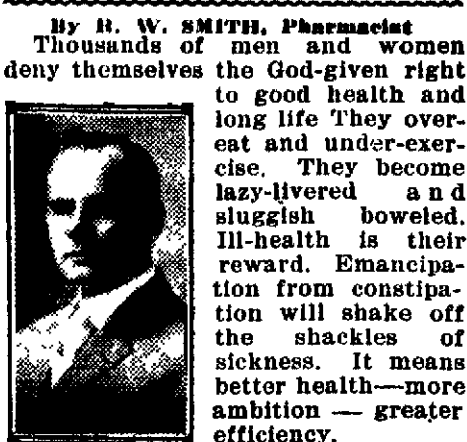 By R. W. SMITH, Pharmacist
Thousands of men and women
deny themselves the God-given right
to good health and
long life They over-
eat and under-exer-
cise. They become
lazy-livered and
sluggish boweled.
Ill-health is their
reward. Emancipa-
tion from constipa-
tion will shake off
the shackles of
sickness. It means
better health—more
ambition — greater
efficiency.